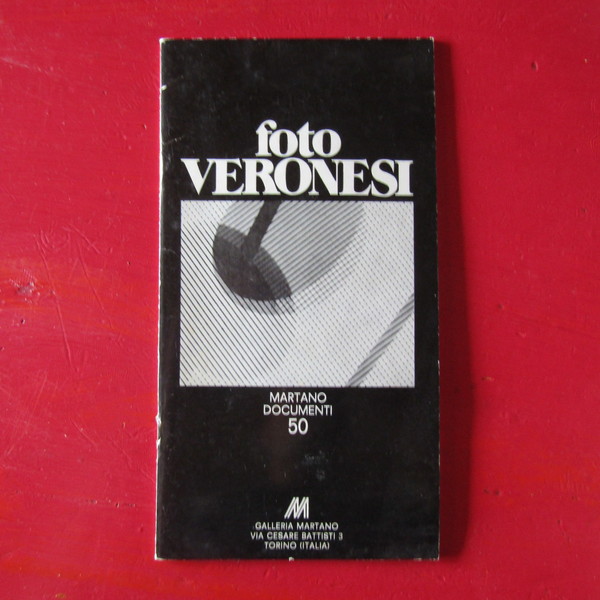 foto
VERONESI
MARTANO
DOCUMENTI
50
M
GALLERIA MARTANO
VIA CESARE BATTISTI 3
TORINO (ITALIA)